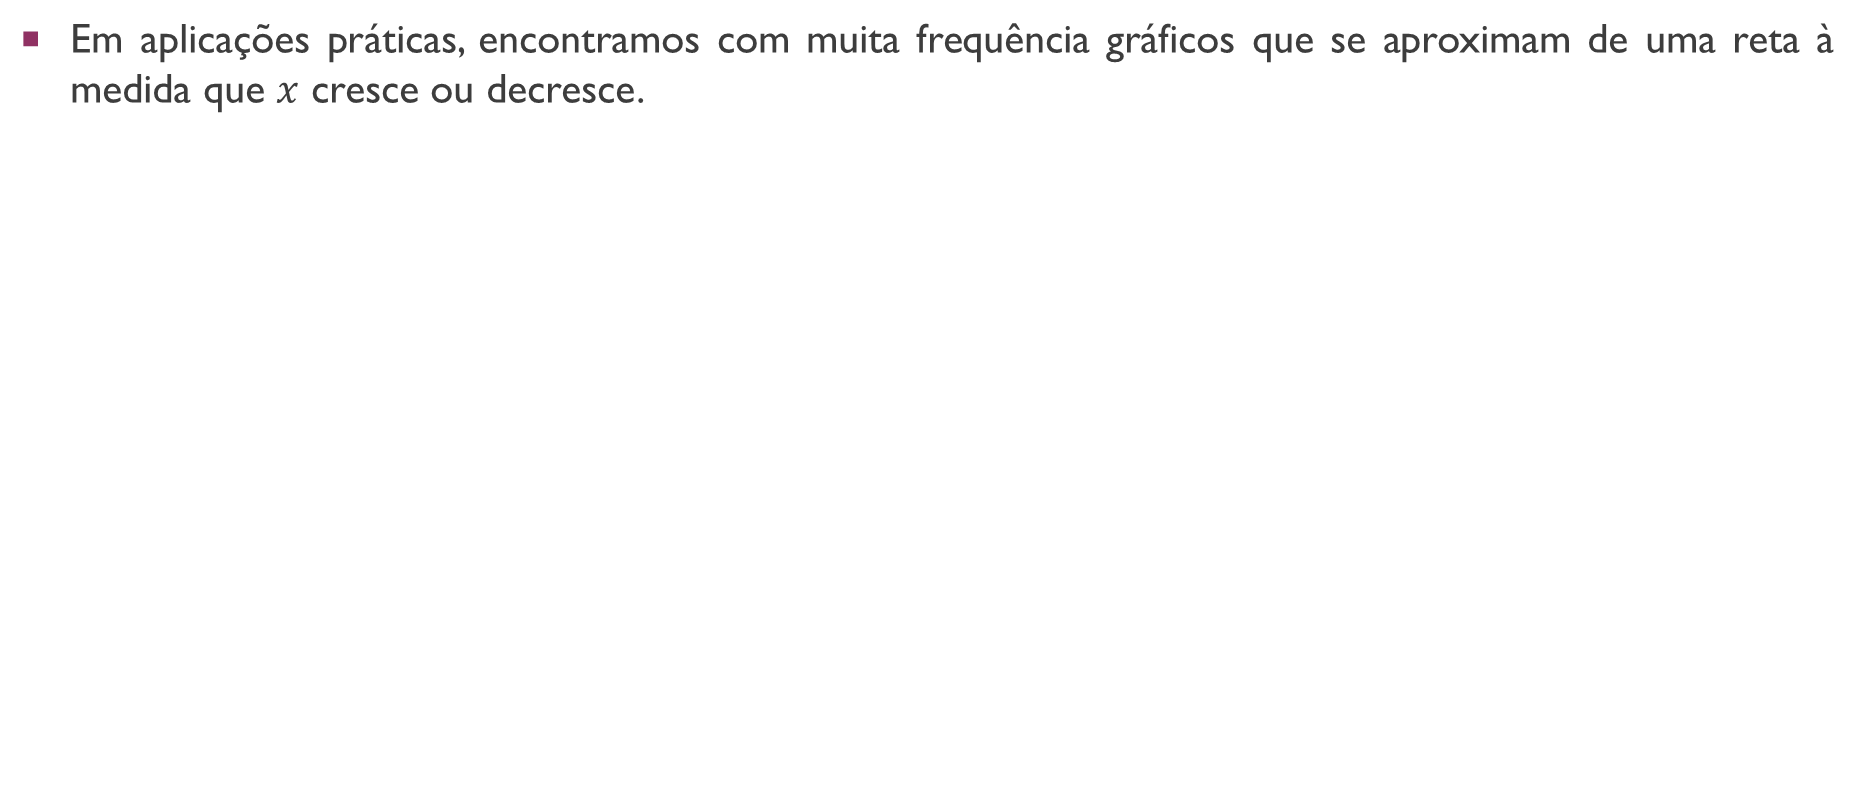 ▪ Em aplicações práticas, encontramos com muita frequência gráficos que se aproximam de uma reta à
medida que x cresce ou decresce.